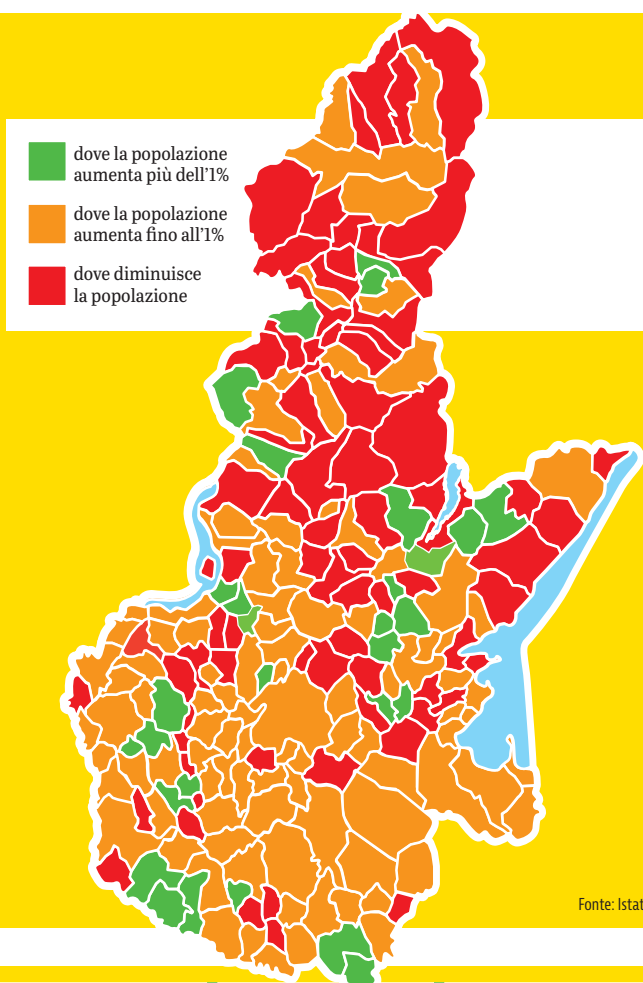 dove la popolazione
aumenta più dell'1%
dove la popolazione
aumenta fino all'1%
dove diminuisce
la popolazione
Fonte: Istat